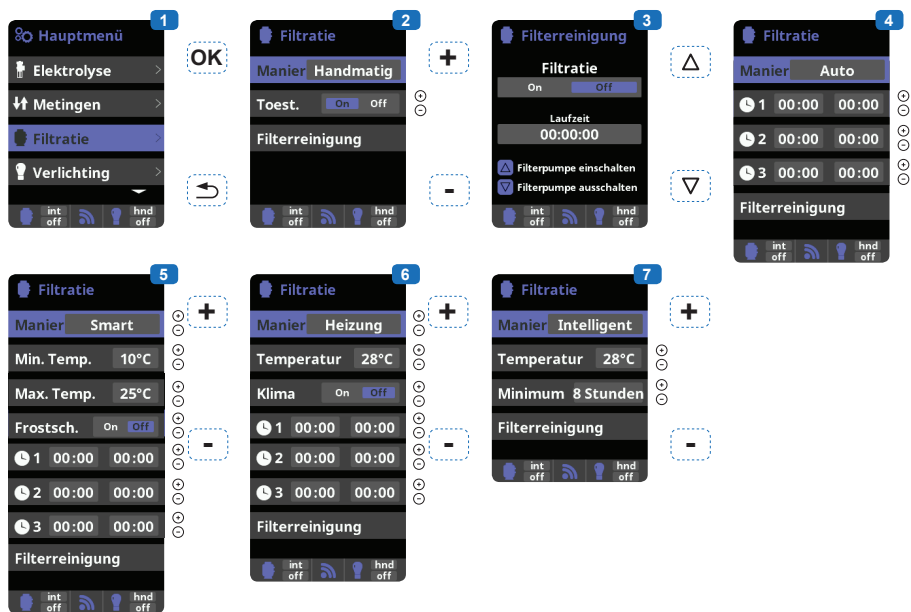 1
Hauptmenü
Elektrolyse
Metingen
Filtratie
Verlichting
int off
hnd off
OK
2
Filtratie
Manier Handmatig
Toest. On Off
Filterreinigung
int off
hnd off
+
-
3
Filterreinigung
Filtratie
On Off
Laufzeit
00:00:00
Filterpumpe einschalten
Filterpumpe ausschalten
int off
hnd off
4
Filtratie
Manier Auto
1 00:00 00:00
2 00:00 00:00
3 00:00 00:00
Filterreinigung
int off
hnd off
5
Filtratie
Manier Smart
Min. Temp. 10°C
Max. Temp. 25°C
Frostsch. On Off
1 00:00 00:00
2 00:00 00:00
3 00:00 00:00
Filterreinigung
int off
hnd off
+
-
6
Filtratie
Manier Heizung
Temperatur 28°C
Klima On Off
1 00:00 00:00
2 00:00 00:00
3 00:00 00:00
Filterreinigung
int off
hnd off
+
-
7
Filtratie
Manier Intelligent
Temperatur 28°C
Minimum 8 Stunden
Filterreinigung
int off
hnd off
+
-